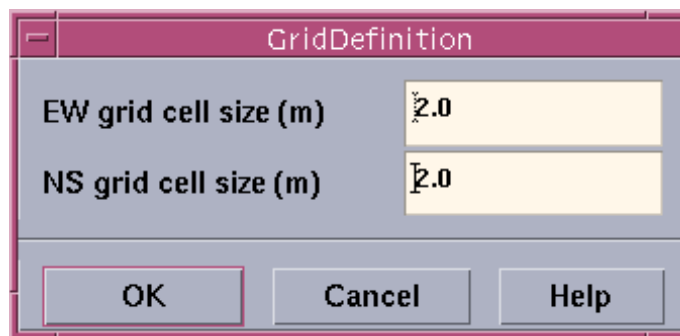 GridDefinition
EW grid cell size (m) 2.0
NS grid cell size (m) 2.0
OK Cancel Help